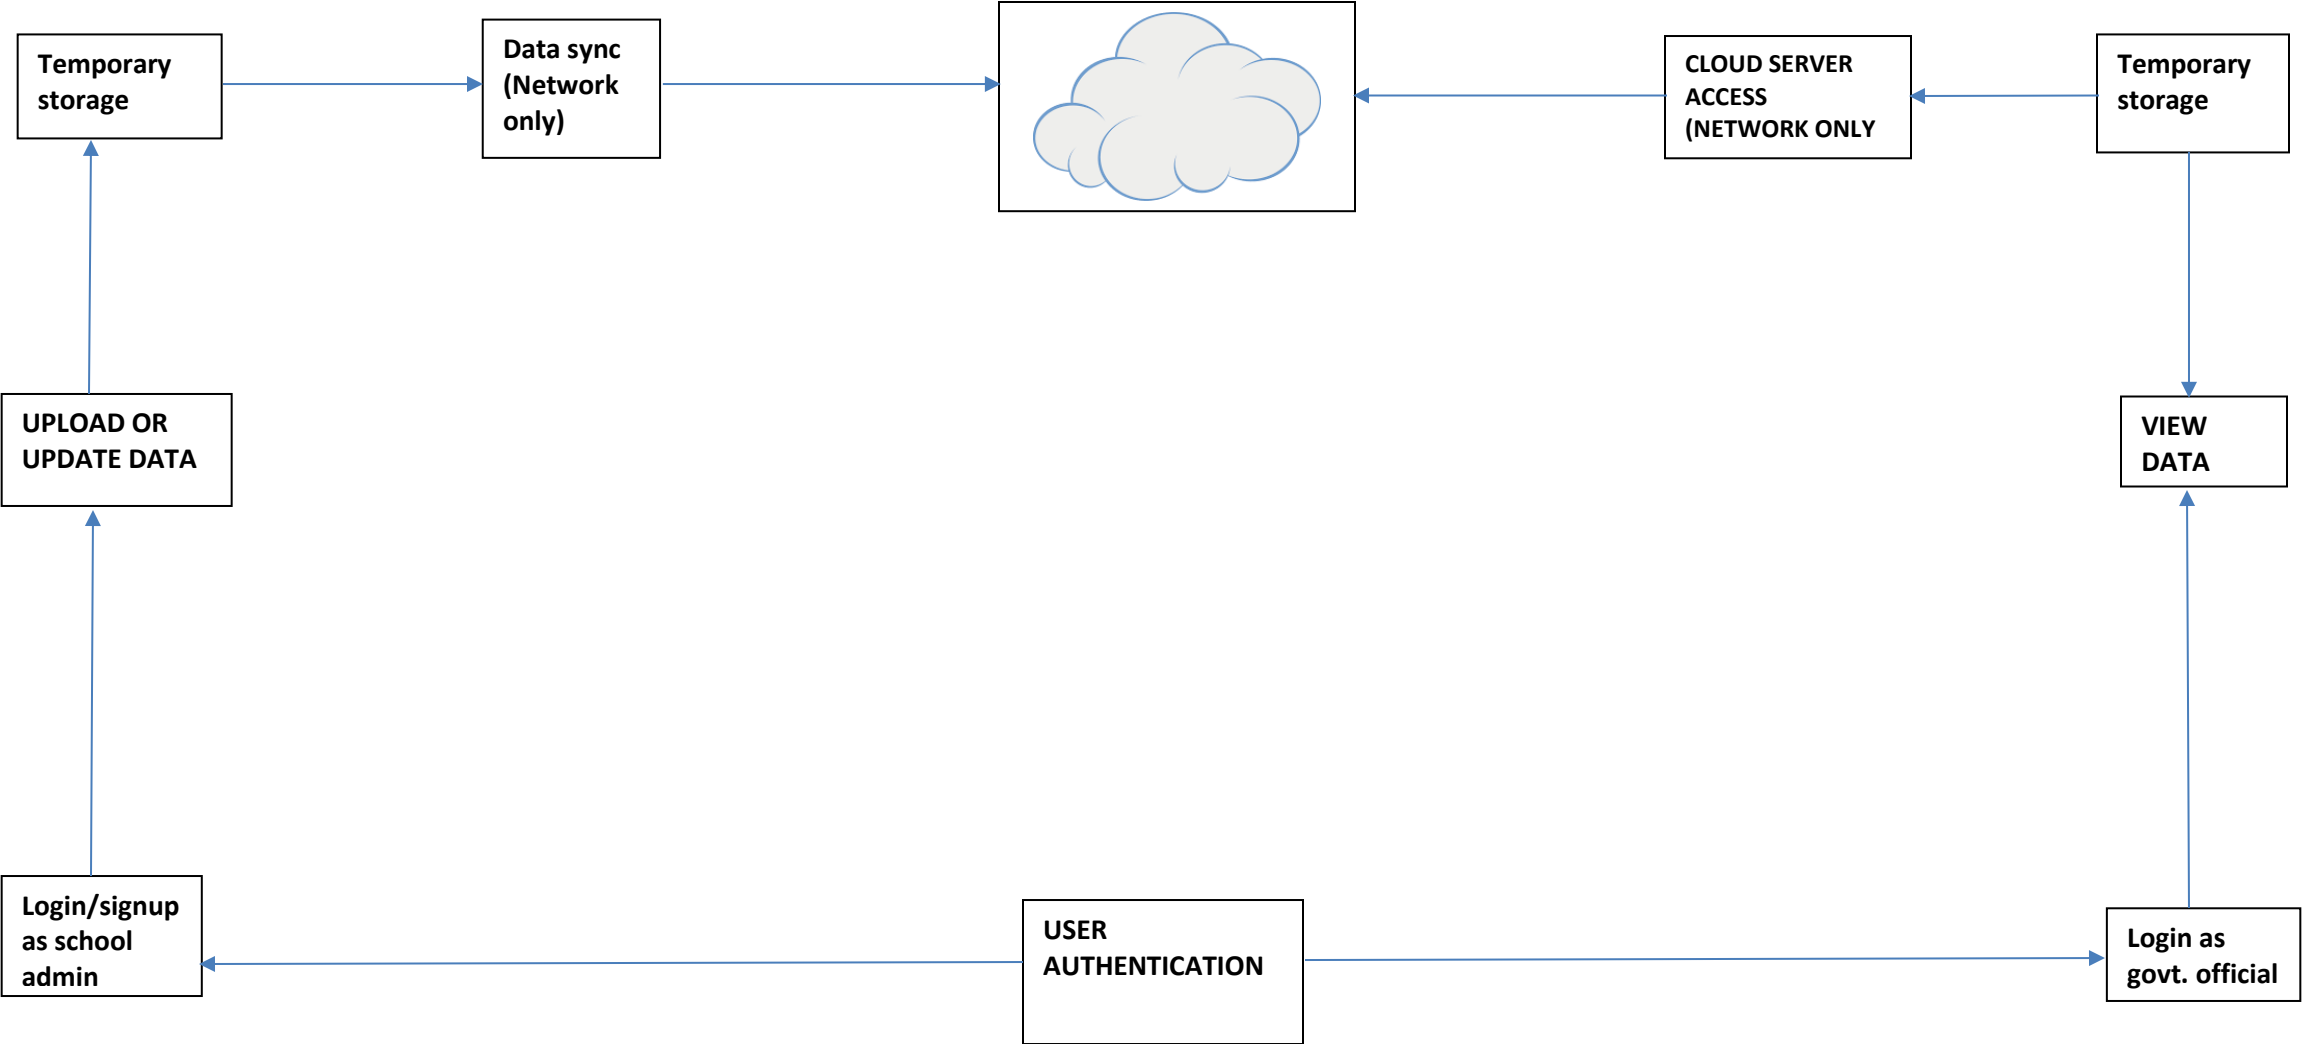 Temporary
storage
Data sync
(Network
only)
CLOUD SERVER
ACCESS
(NETWORK ONLY
Temporary
storage
UPLOAD OR
UPDATE DATA
VIEW
DATA
Login/signup
as school
admin
USER
AUTHENTICATION
Login as
govt. official